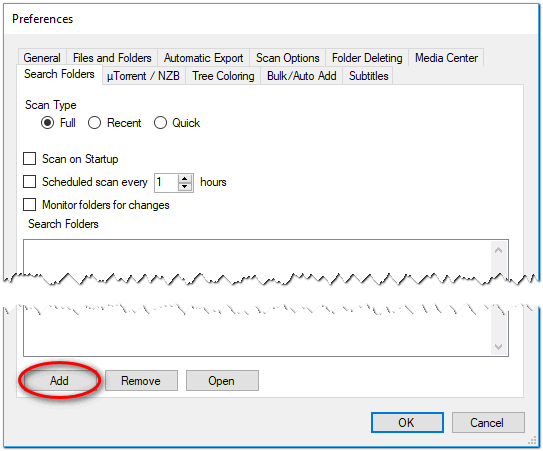 Preferences
General Files and Folders Automatic Export Scan Options Folder Deleting Media Center
Search Folders µTorrent / NZB Tree Coloring Bulk/Auto Add Subtitles
Scan Type
Full Recent Quick
Scan on Startup
Scheduled scan every 1 hours
Monitor folders for changes
Search Folders
Add Remove Open
OK Cancel